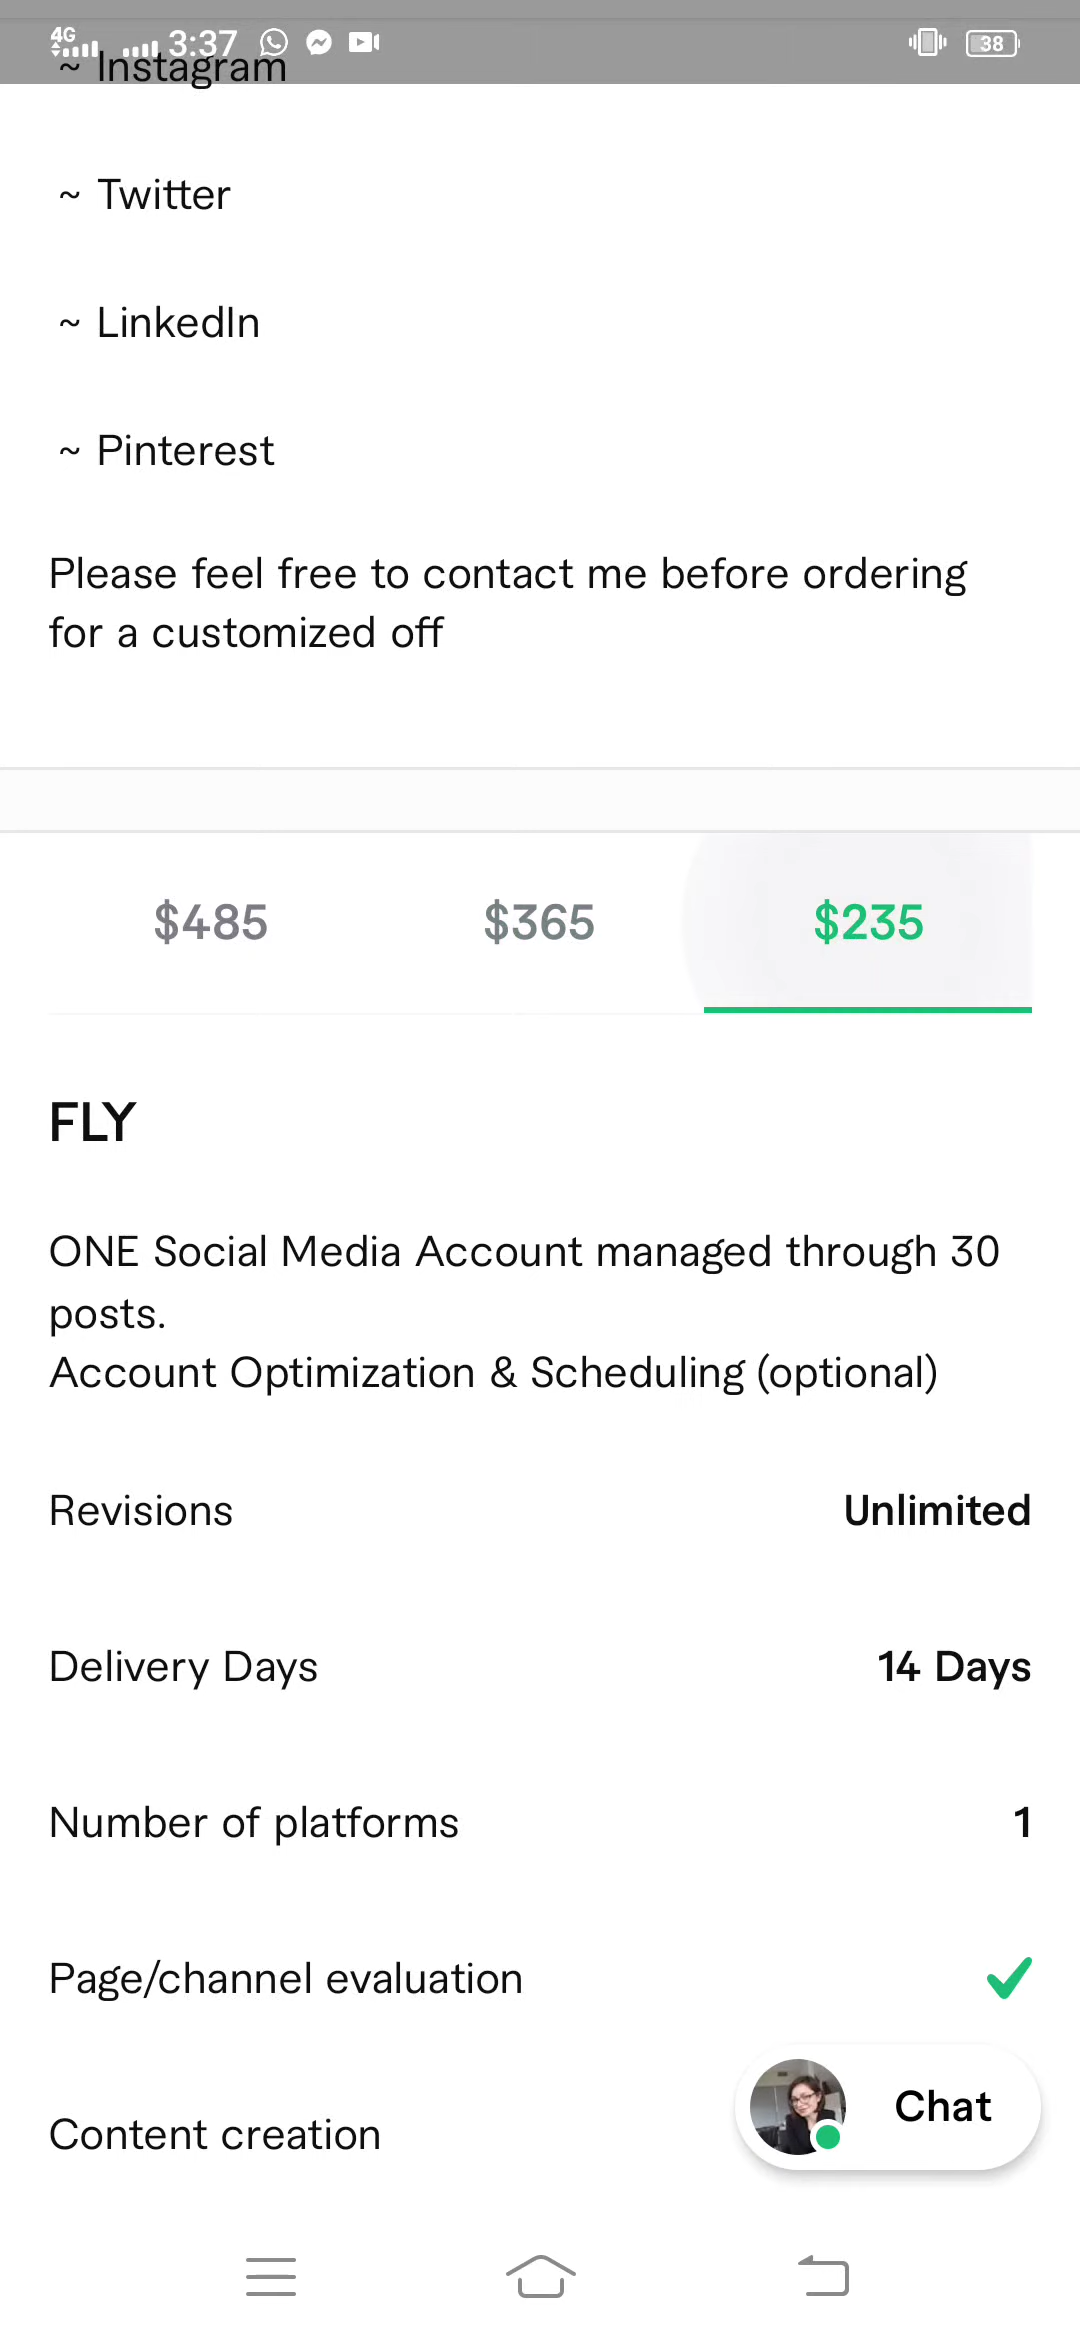 4G 3:37 38
~ Instagram
~ Twitter
~ LinkedIn
~ Pinterest
Please feel free to contact me before ordering
for a customized off
$485 $365 $235
FLY
ONE Social Media Account managed through 30
posts.
Account Optimization & Scheduling (optional)
Revisions Unlimited
Delivery Days 14 Days
Number of platforms 1
Page/channel evaluation
Chat
Content creation